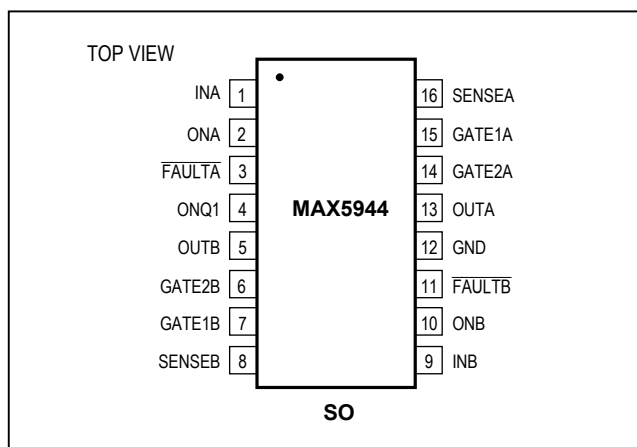 TOP VIEW
INA 1
ONA 2
FAULTA 3
ONQ1 4
OUTB 5
GATE2B 6
GATE1B 7
SENSEB 8
MAX5944
16 SENSEA
15 GATE1A
14 GATE2A
13 OUTA
12 GND
11 FAULTB
10 ONB
9 INB
SO